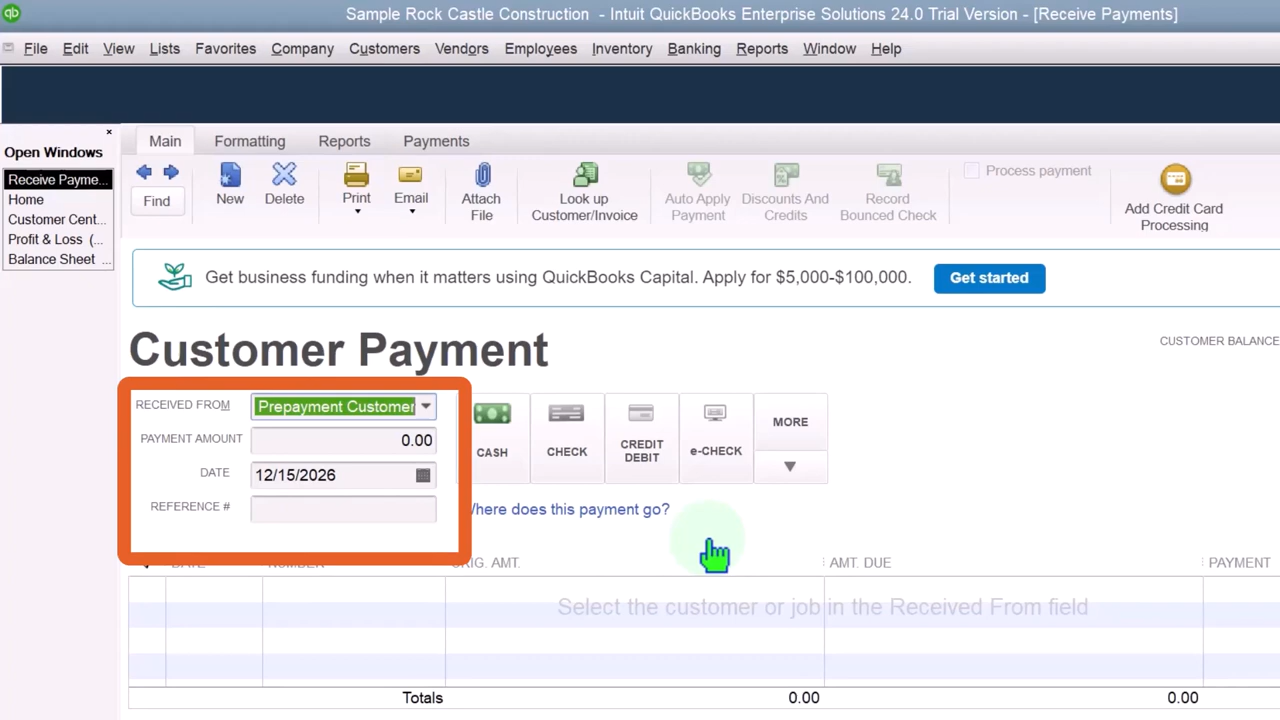 qb
Sample Rock Castle Construction - Intuit QuickBooks Enterprise Solutions 24.0 Trial Version - [Receive Payments]
File Edit View Lists Favorites Company Customers Vendors Employees Inventory Banking Reports Window Help
Open Windows
Receive Payme...
Home
Customer Cent...
Profit & Loss (...
Balance Sheet ...
Main Formatting Reports Payments
Find
New
Delete
Print
Email
Attach
File
Look up
Customer/Invoice
Auto Apply
Payment
Discounts And
Credits
Record
Bounced Check
Process payment
Add Credit Card
Processing
Get business funding when it matters using QuickBooks Capital. Apply for $5,000-$100,000. Get started
Customer Payment
CUSTOMER BALANCE
RECEIVED FROM Prepayment Customer
PAYMENT AMOUNT 0.00
DATE 12/15/2026
REFERENCE #
CASH
CHECK
CREDIT
DEBIT
e-CHECK
MORE
here does this payment go?
DATE NUMBER ORIG. AMT. AMT. DUE PAYMENT
Select the customer or job in the Received From field
Totals 0.00 0.00